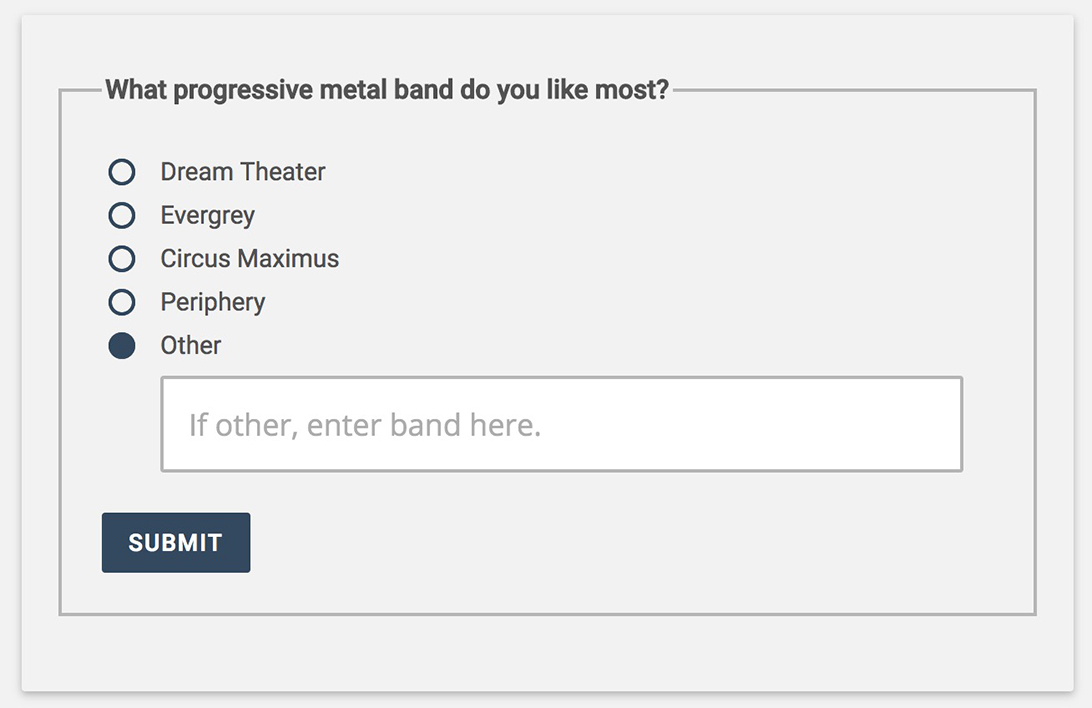 What progressive metal band do you like most?
Dream Theater
Evergrey
Circus Maximus
Periphery
Other
If other, enter band here.
SUBMIT